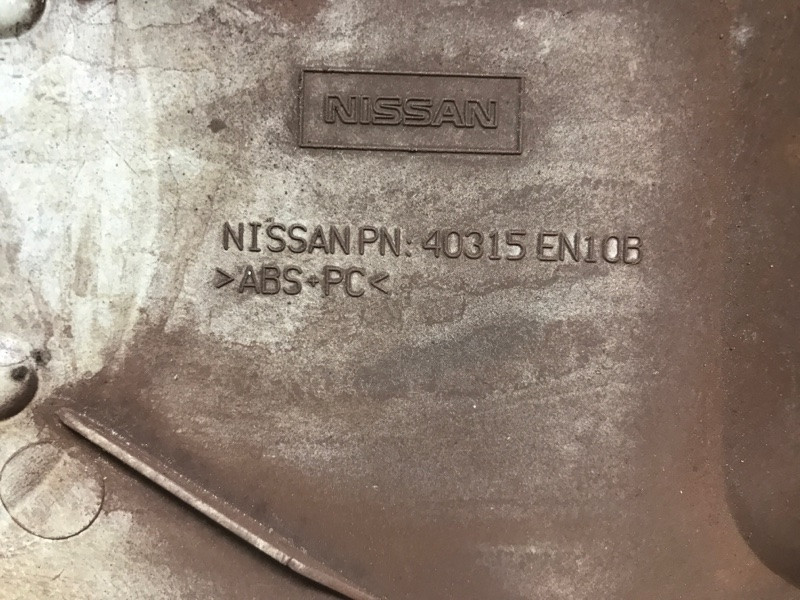 NISSAN
NISSAN PN: 40315 EN10B
>ABS+PC<